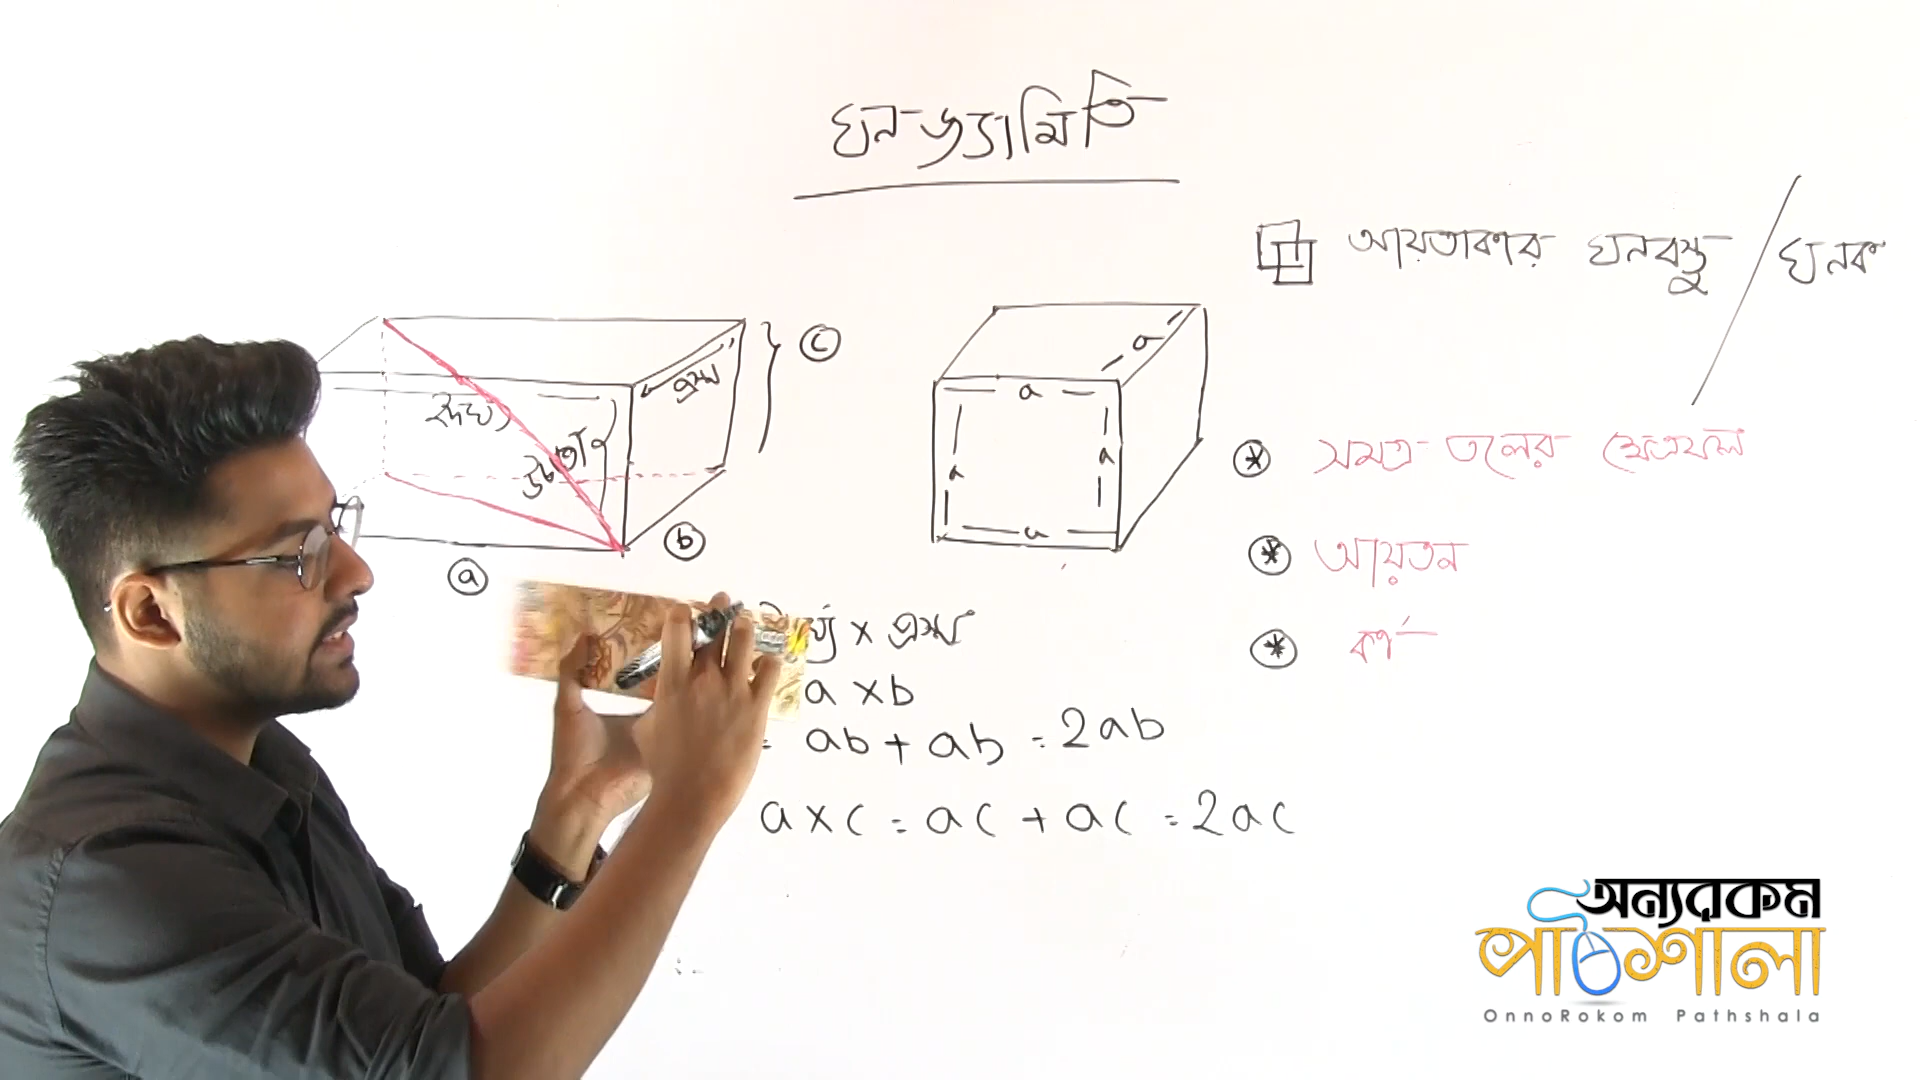 ঘন জ্যামিতি
আয়তাকার ঘনবস্তু / ঘনক
c
প্রস্থ
দৈর্ঘ্য
উচ্চতা
a
b
a
a
a
a
a
* সমগ্র তলের ক্ষেত্রফল
* আয়তন
* কর্ণ
x প্রস্থ
a x b
= ab + ab = 2ab
a x c = ac + ac = 2ac
অন্যরকম
পাঠশালা
OnnoRokom Pathshala